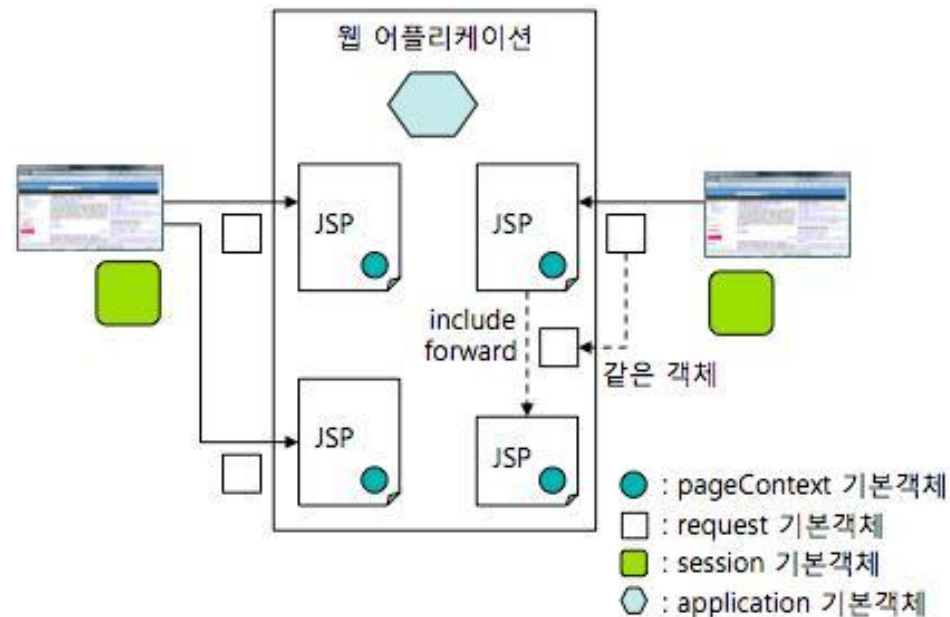 웹 어플리케이션
JSP
JSP
include
forward
같은 객체
JSP
JSP
: pageContext 기본객체
: request 기본객체
: session 기본객체
: application 기본객체